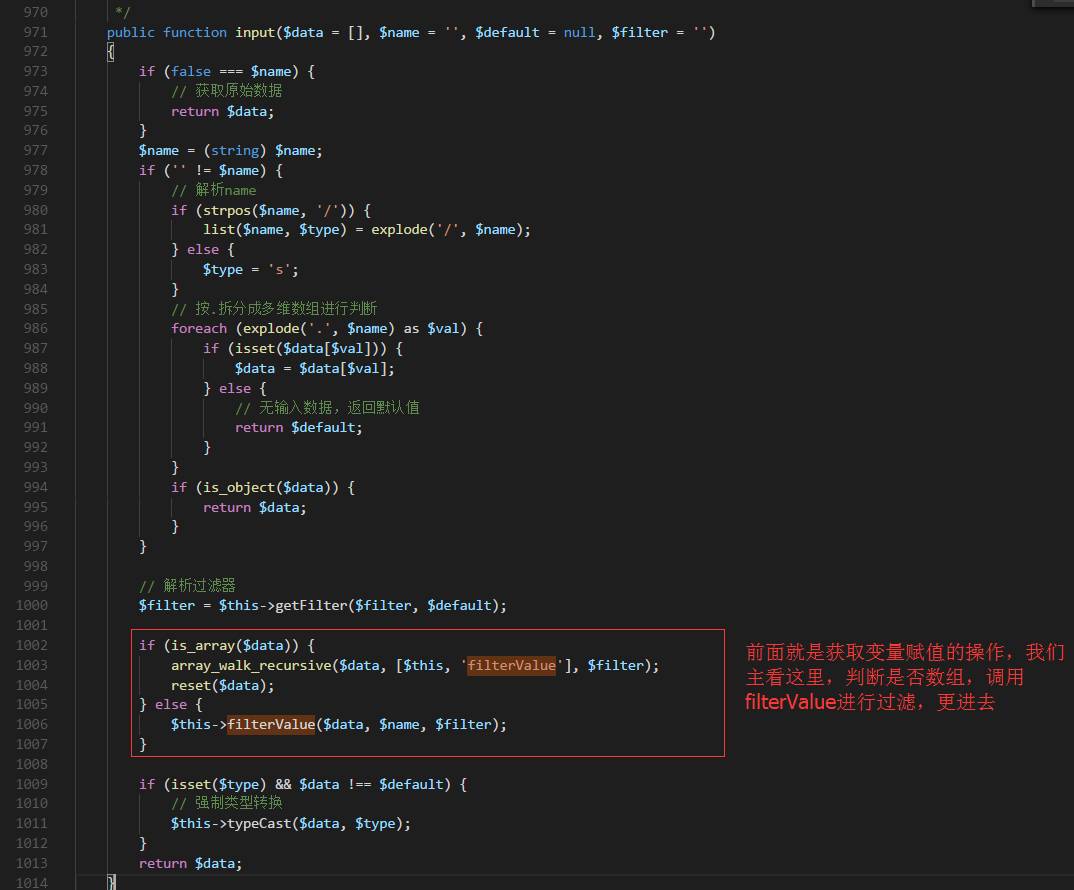 970         */
971        public function input($data = [], $name = '', $default = null, $filter = '')
972        {
973            if (false === $name) {
974                // 获取原始数据
975                return $data;
976            }
977            $name = (string) $name;
978            if ('' != $name) {
979                // 解析name
980                if (strpos($name, '/')) {
981                    list($name, $type) = explode('/', $name);
982                } else {
983                    $type = 's';
984                }
985                // 按.拆分成多维数组进行判断
986                foreach (explode('.', $name) as $val) {
987                    if (isset($data[$val])) {
988                        $data = $data[$val];
989                    } else {
990                        // 无输入数据，返回默认值
991                        return $default;
992                    }
993                }
994                if (is_object($data)) {
995                    return $data;
996                }
997            }
998
999            // 解析过滤器
1000            $filter = $this->getFilter($filter, $default);
1001
1002            if (is_array($data)) {
1003                array_walk_recursive($data, [$this, 'filterValue'], $filter);
1004                reset($data);
1005            } else {
1006                $this->filterValue($data, $name, $filter);
1007            }
1008
1009            if (isset($type) && $data !== $default) {
1010                // 强制类型转换
1011                $this->typeCast($data, $type);
1012            }
1013            return $data;
1014        }
前面就是获取变量赋值的操作，我们
主看这里，判断是否数组，调用
filterValue进行过滤，更进去